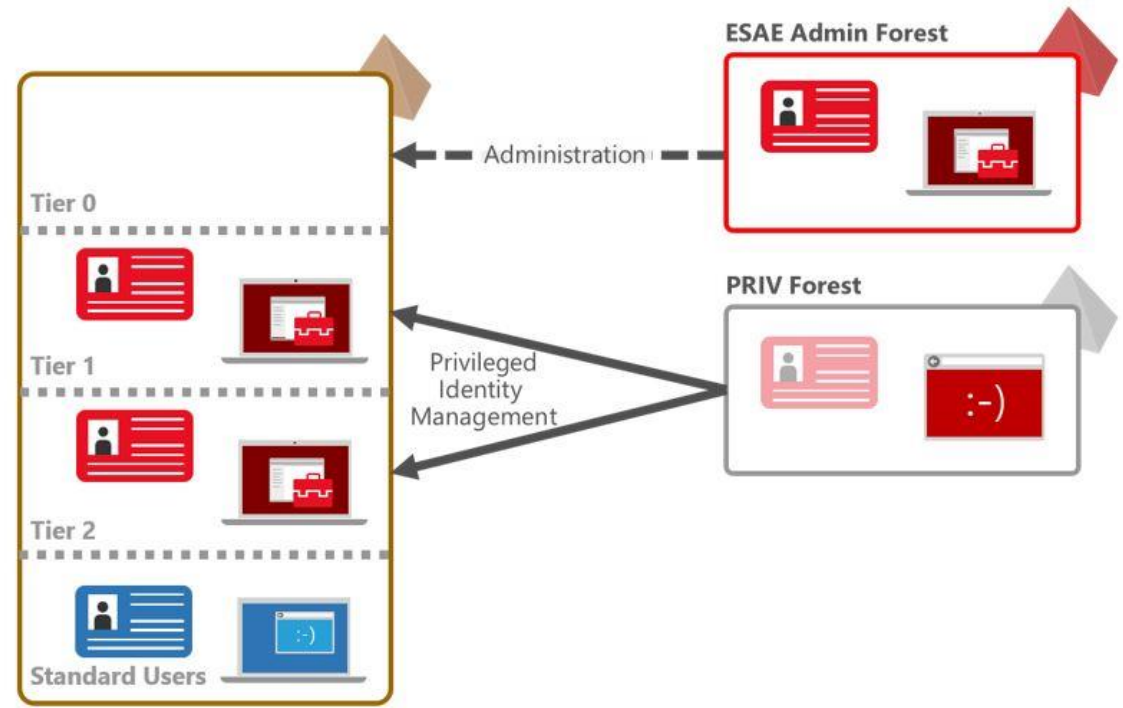 ESAE Admin Forest
Administration
Tier 0
PRIV Forest
Tier 1
Privileged
Identity
Management
:-)
Tier 2
:-)
Standard Users